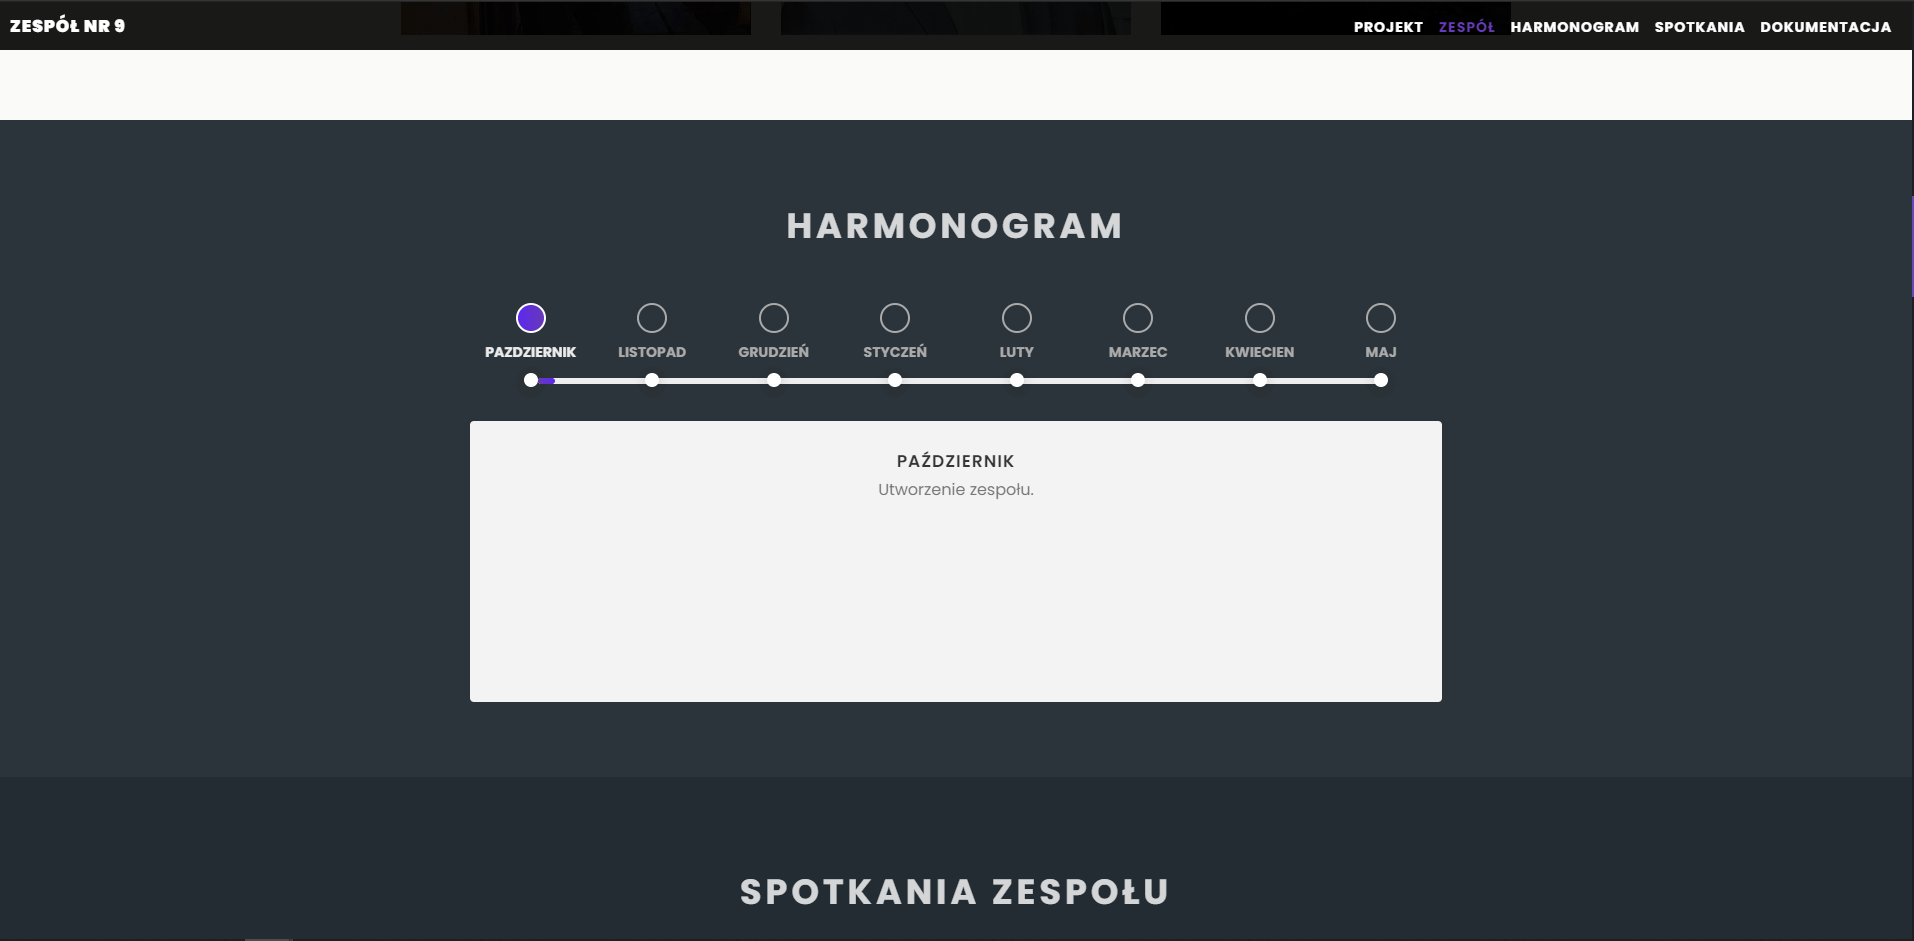 ZESPÓŁ NR 9
PROJEKT ZESPÓŁ HARMONOGRAM SPOTKANIA DOKUMENTACJA
HARMONOGRAM
PAZDZIERNIK LISTOPAD GRUDZIEŃ STYCZEŃ LUTY MARZEC KWIECIEN MAJ
PAŹDZIERNIK
Utworzenie zespołu.
SPOTKANIA ZESPOŁU